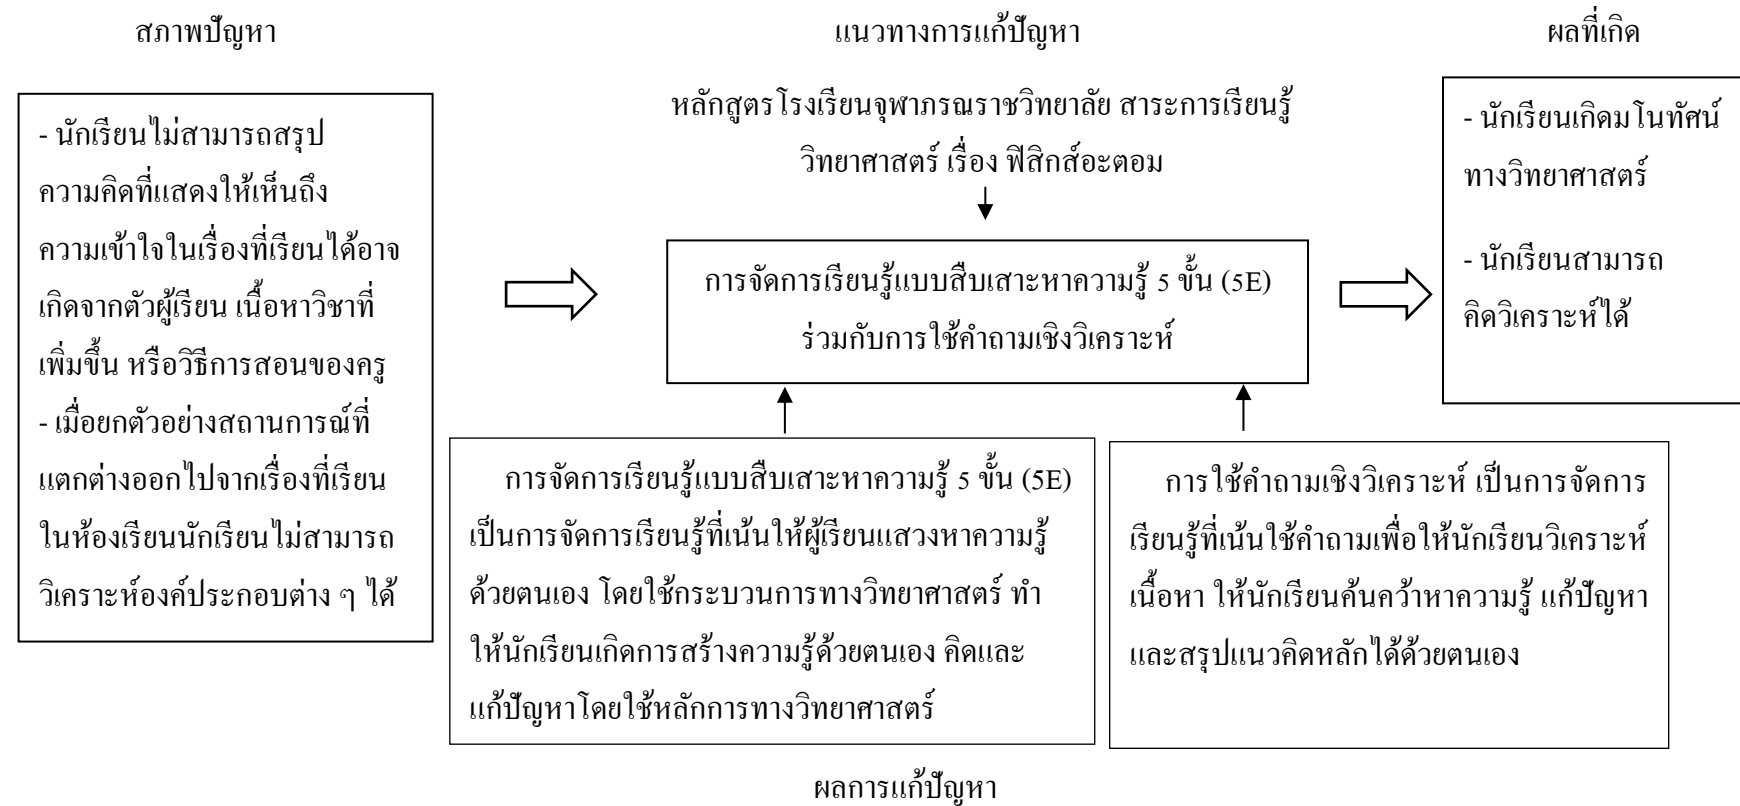 สภาพปัญหา
แนวทางการแก้ปัญหา
ผลที่เกิด
- นักเรียนไม่สามารถสรุป
ความคิดที่แสดงให้เห็นถึง
ความเข้าใจในเรื่องที่เรียนได้อาจ
เกิดจากตัวผู้เรียน เนื้อหาวิชาที่
เพิ่มขึ้น หรือวิธีการสอนของครู
- เมื่อยกตัวอย่างสถานการณ์ที่
แตกต่างออกไปจากเรื่องที่เรียน
ในห้องเรียนนักเรียนไม่สามารถ
วิเคราะห์องค์ประกอบต่าง ๆ ได้
หลักสูตรโรงเรียนจุฬาภรณราชวิทยาลัย สาระการเรียนรู้
วิทยาศาสตร์ เรื่อง ฟิสิกส์อะตอม
การจัดการเรียนรู้แบบสืบเสาะหาความรู้ 5 ขั้น (5E)
ร่วมกับการใช้คำถามเชิงวิเคราะห์
การจัดการเรียนรู้แบบสืบเสาะหาความรู้ 5 ขั้น (5E)
เป็นการจัดการเรียนรู้ที่เน้นให้ผู้เรียนแสวงหาความรู้
ด้วยตนเอง โดยใช้กระบวนการทางวิทยาศาสตร์ ทำ
ให้นักเรียนเกิดการสร้างความรู้ด้วยตนเอง คิดและ
แก้ปัญหาโดยใช้หลักการทางวิทยาศาสตร์
การใช้คำถามเชิงวิเคราะห์ เป็นการจัดการ
เรียนรู้ที่เน้นใช้คำถามเพื่อให้นักเรียนวิเคราะห์
เนื้อหา ให้นักเรียนค้นคว้าหาความรู้ แก้ปัญหา
และสรุปแนวคิดหลักได้ด้วยตนเอง
- นักเรียนเกิดมโนทัศน์
ทางวิทยาศาสตร์
- นักเรียนสามารถ
คิดวิเคราะห์ได้
ผลการแก้ปัญหา